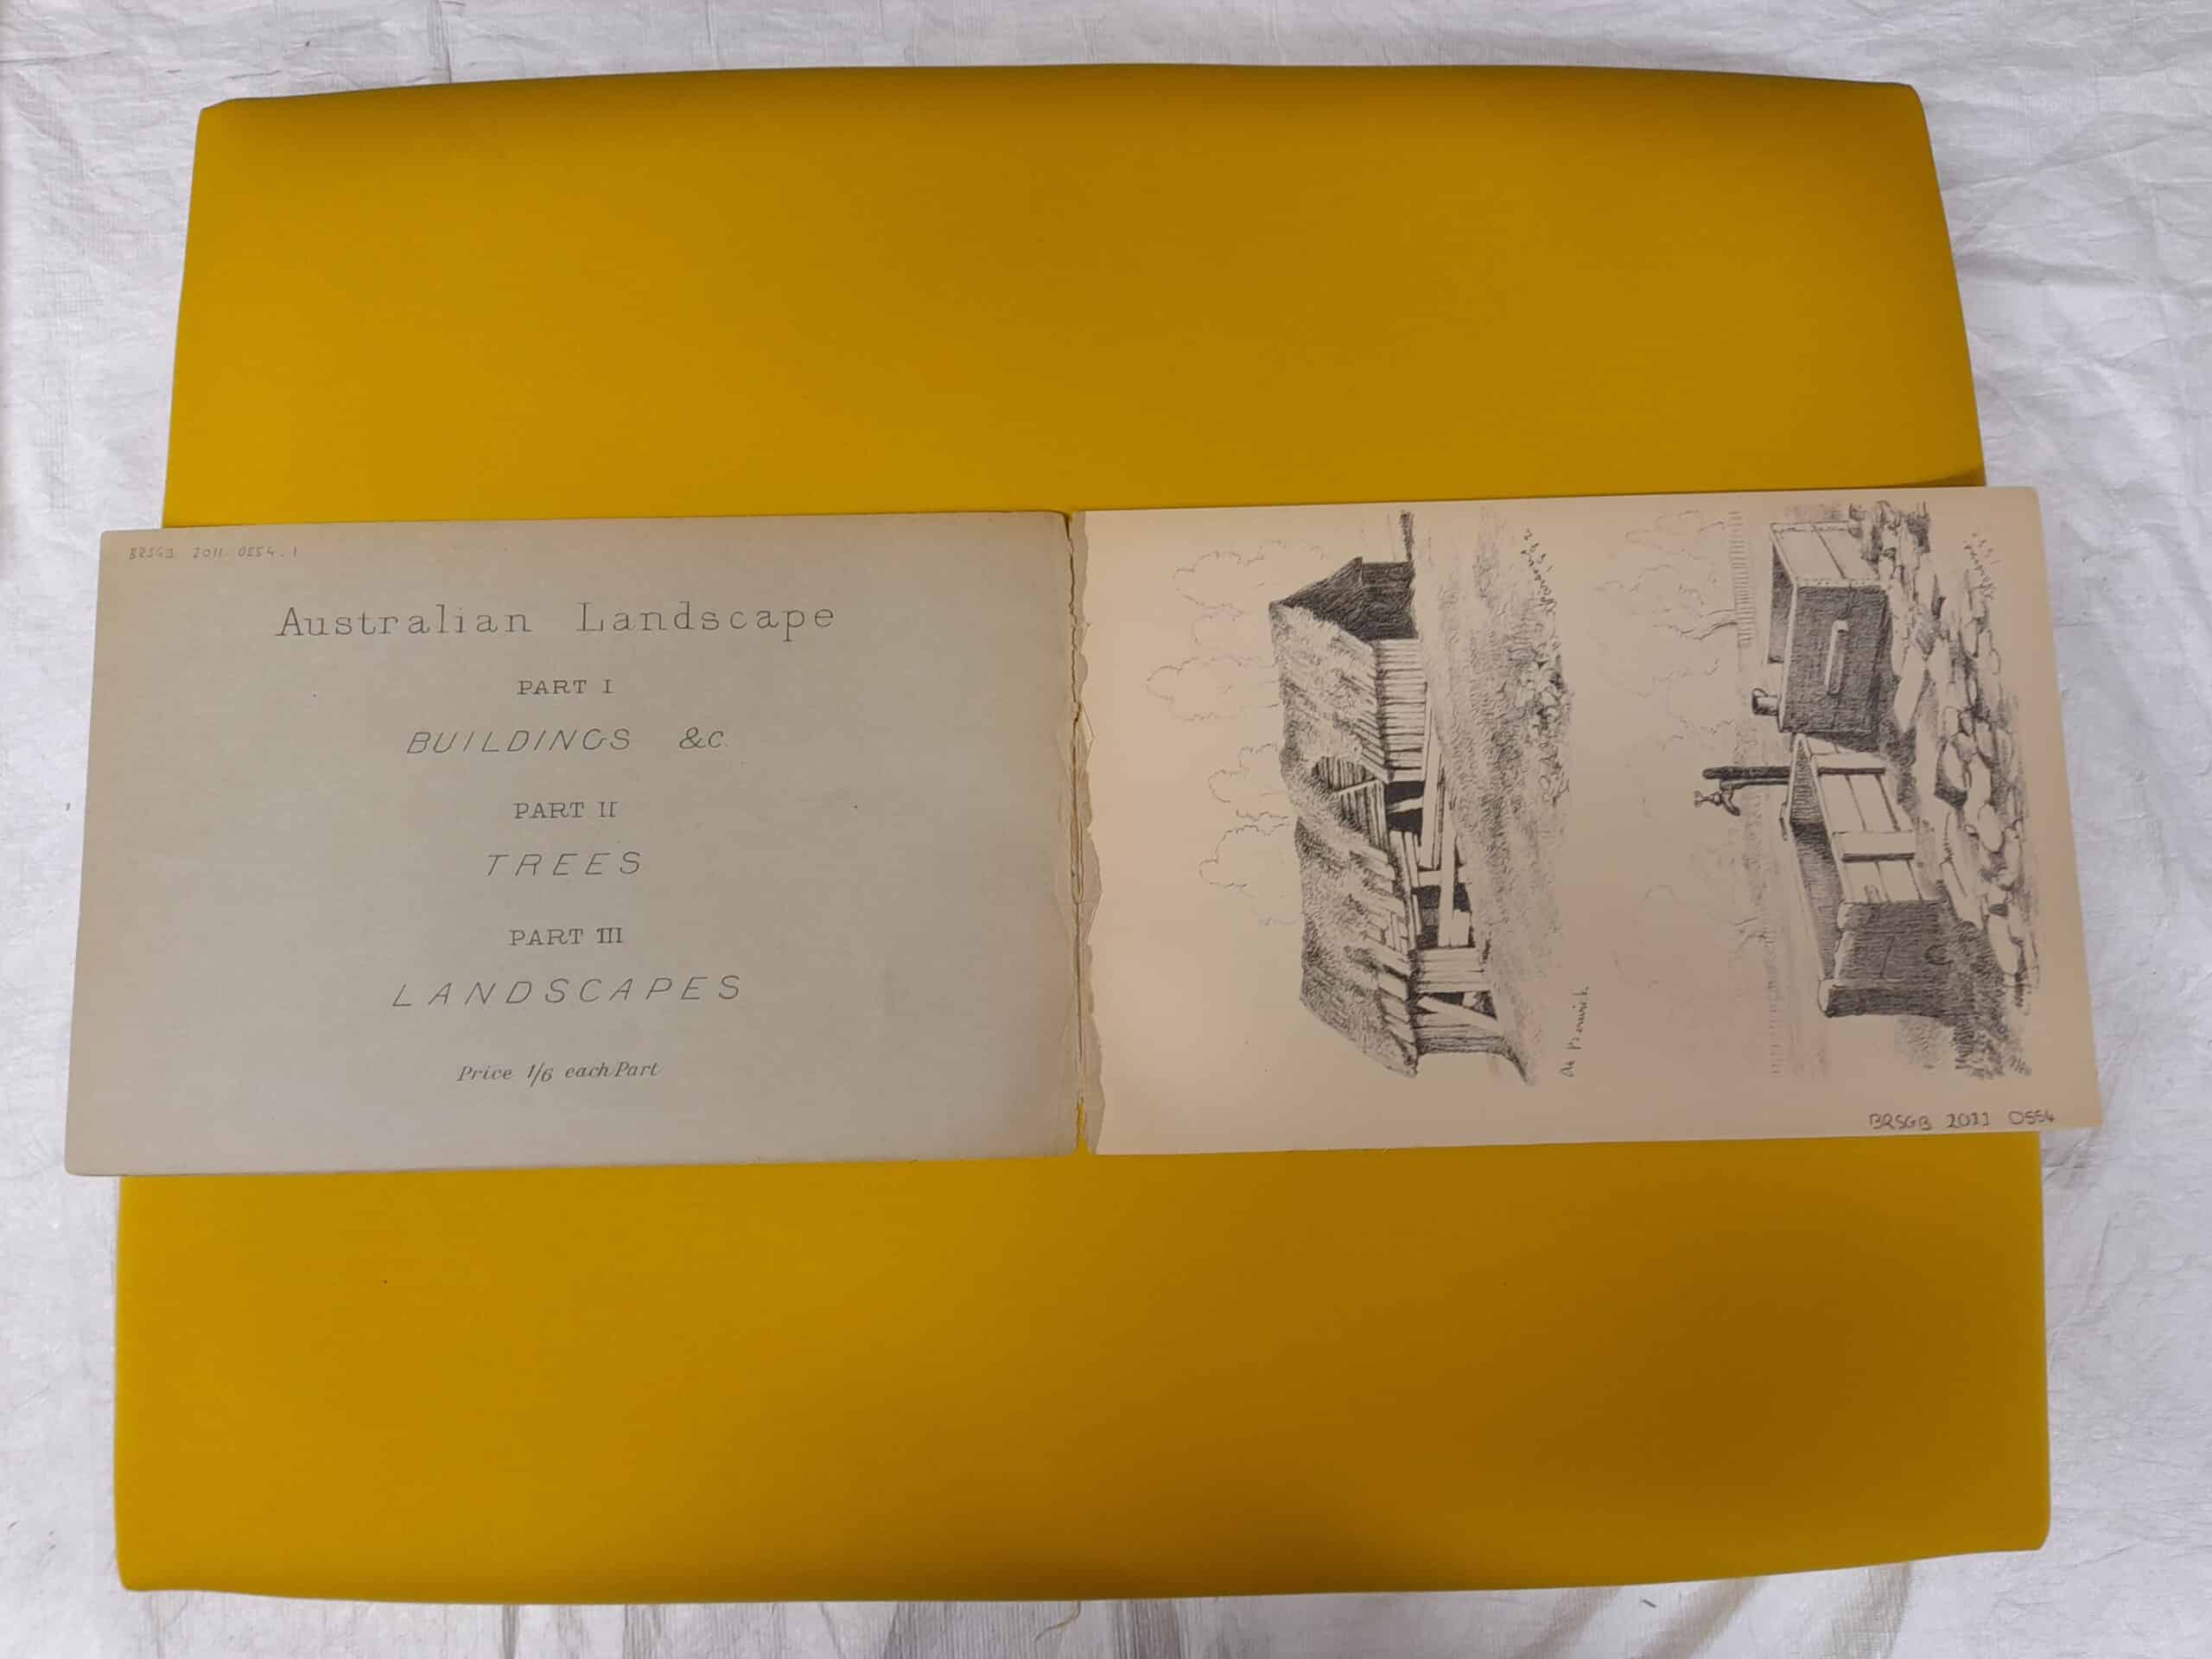 BRSGB 2011 0554.1
Australian Landscape
PART I
BUILDINGS &c.
PART II
TREES
PART III
LANDSCAPES
Price 1/6 each Part
At Berwick
BRSGB 2011 0554